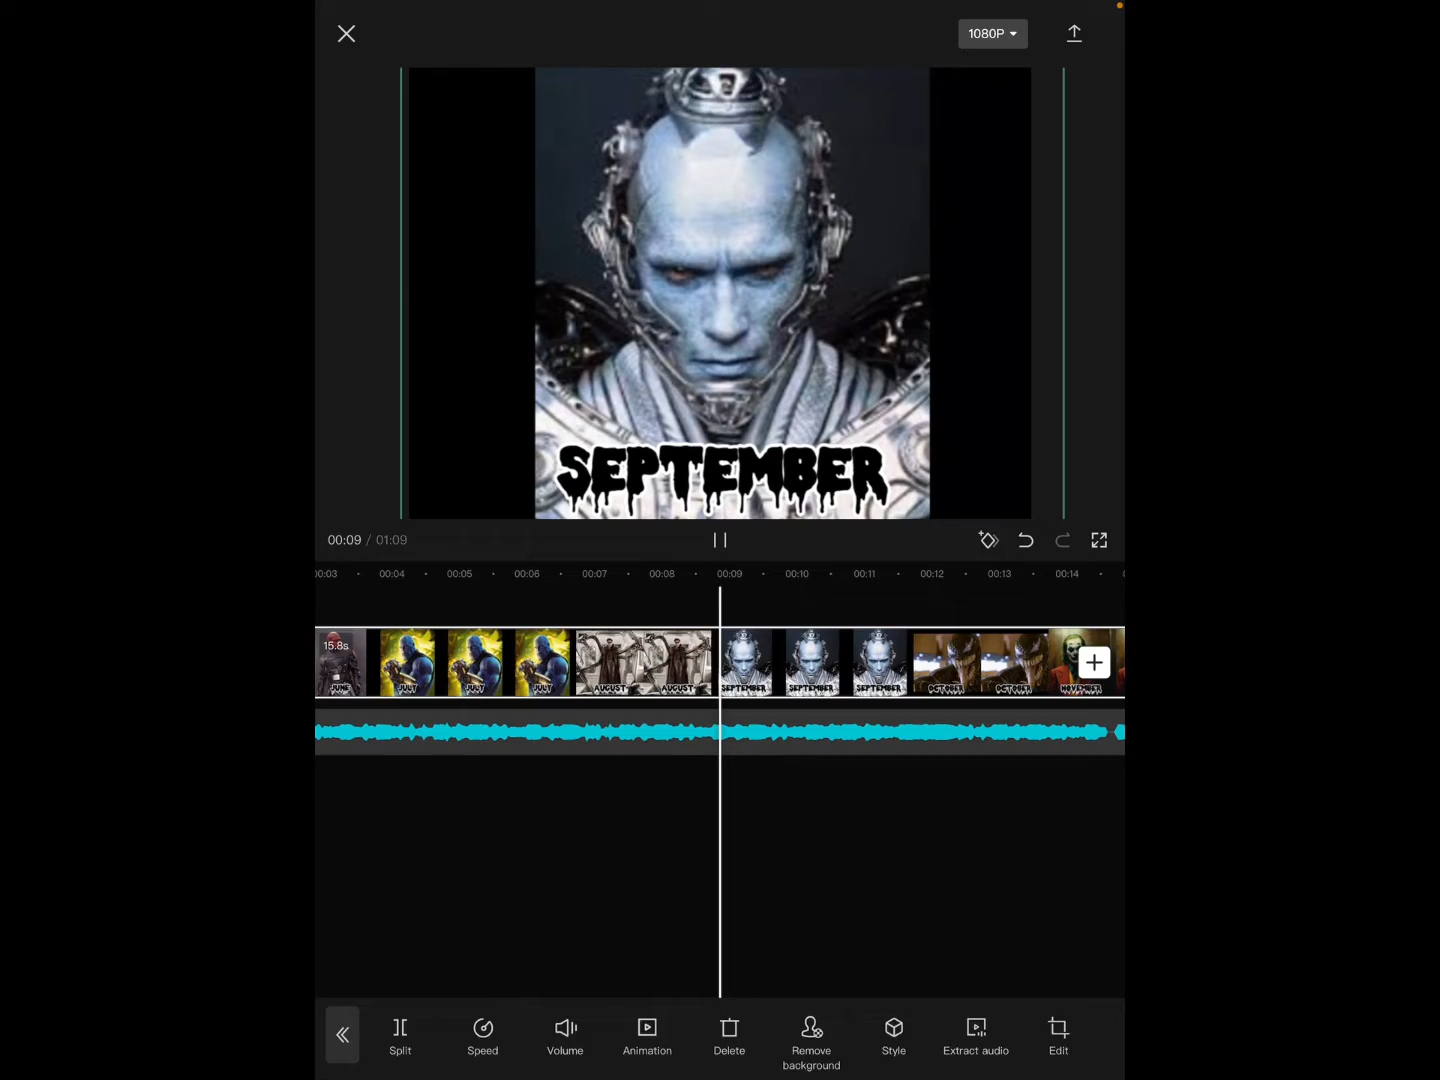 1080P
SEPTEMBER
00:09 / 01:09
00:03 00:04 00:05 00:06 00:07 00:08 00:09 00:10 00:11 00:12 00:13 00:14
15.8s
JUNE JULY JULY JULY AUGUST AUGUST SEPTEMBER SEPTEMBER SEPTEMBER OCTOBER OCTOBER NOVEMBER
Split Speed Volume Animation Delete Remove Style Extract audio Edit
background